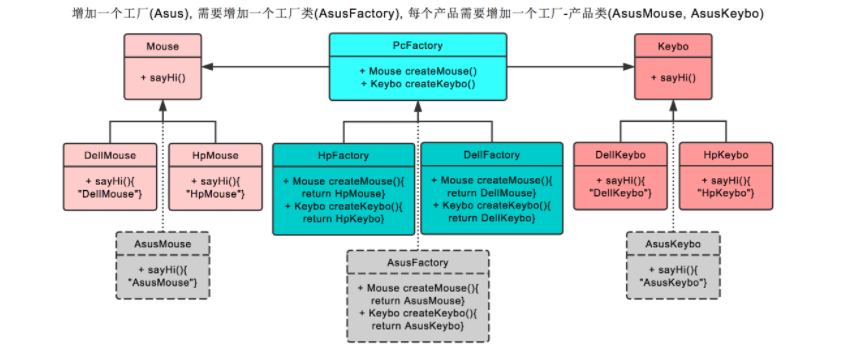 增加一个工厂(Asus), 需要增加一个工厂类(AsusFactory), 每个产品需要增加一个工厂-产品类(AsusMouse, AsusKeybo)
Mouse
+ sayHi()
PcFactory
+ Mouse createMouse()
+ Keybo createKeybo()
Keybo
+ sayHi()
DellMouse
+ sayHi(){
"DellMouse"}
HpMouse
+ sayHi(){
"HpMouse"}
HpFactory
+ Mouse createMouse(){
return HpMouse}
+ Keybo createKeybo(){
return HpKeybo}
DellFactory
+ Mouse createMouse(){
return DellMouse}
+ Keybo createKeybo(){
return DellKeybo}
DellKeybo
+ sayHi(){
"DellKeybo"}
HpKeybo
+ sayHi(){
"HpKeybo"}
AsusMouse
+ sayHi(){
"AsusMouse"}
AsusFactory
+ Mouse createMouse(){
return AsusMouse}
+ Keybo createKeybo(){
return AsusKeybo}
AsusKeybo
+ sayHi(){
"AsusKeybo"}